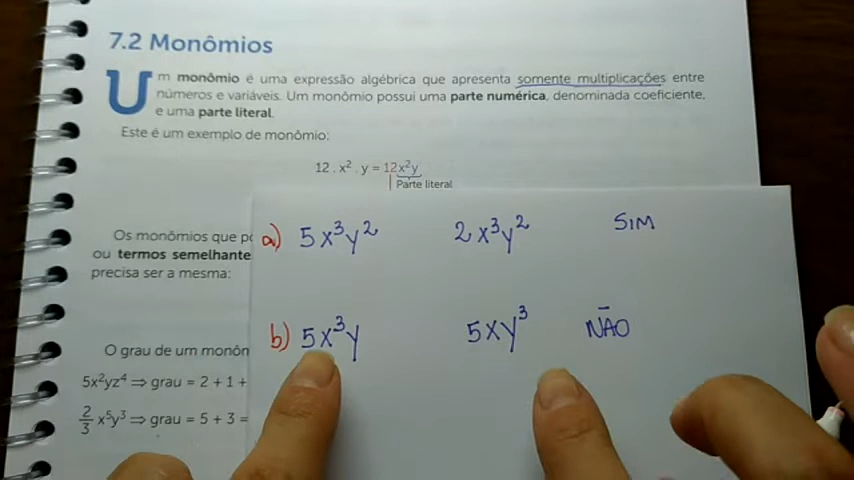 7.2 Monômios
Um monômio é uma expressão algébrica que apresenta somente multiplicações entre
números e variáveis. Um monômio possui uma parte numérica, denominada coeficiente,
e uma parte literal.
Este é um exemplo de monômio:
12 . x² . y = 12x²y
Parte literal
Os monômios que
ou termos semelhante
precisa ser a mesma:
a) 5x³y² 2x³y² SIM
b) 5x³y 5xy³ NÃO
O grau de um monôm
5x²yz⁴ ⇒ grau = 2 + 1 +
2/3 x⁵y³ ⇒ grau = 5 + 3 =